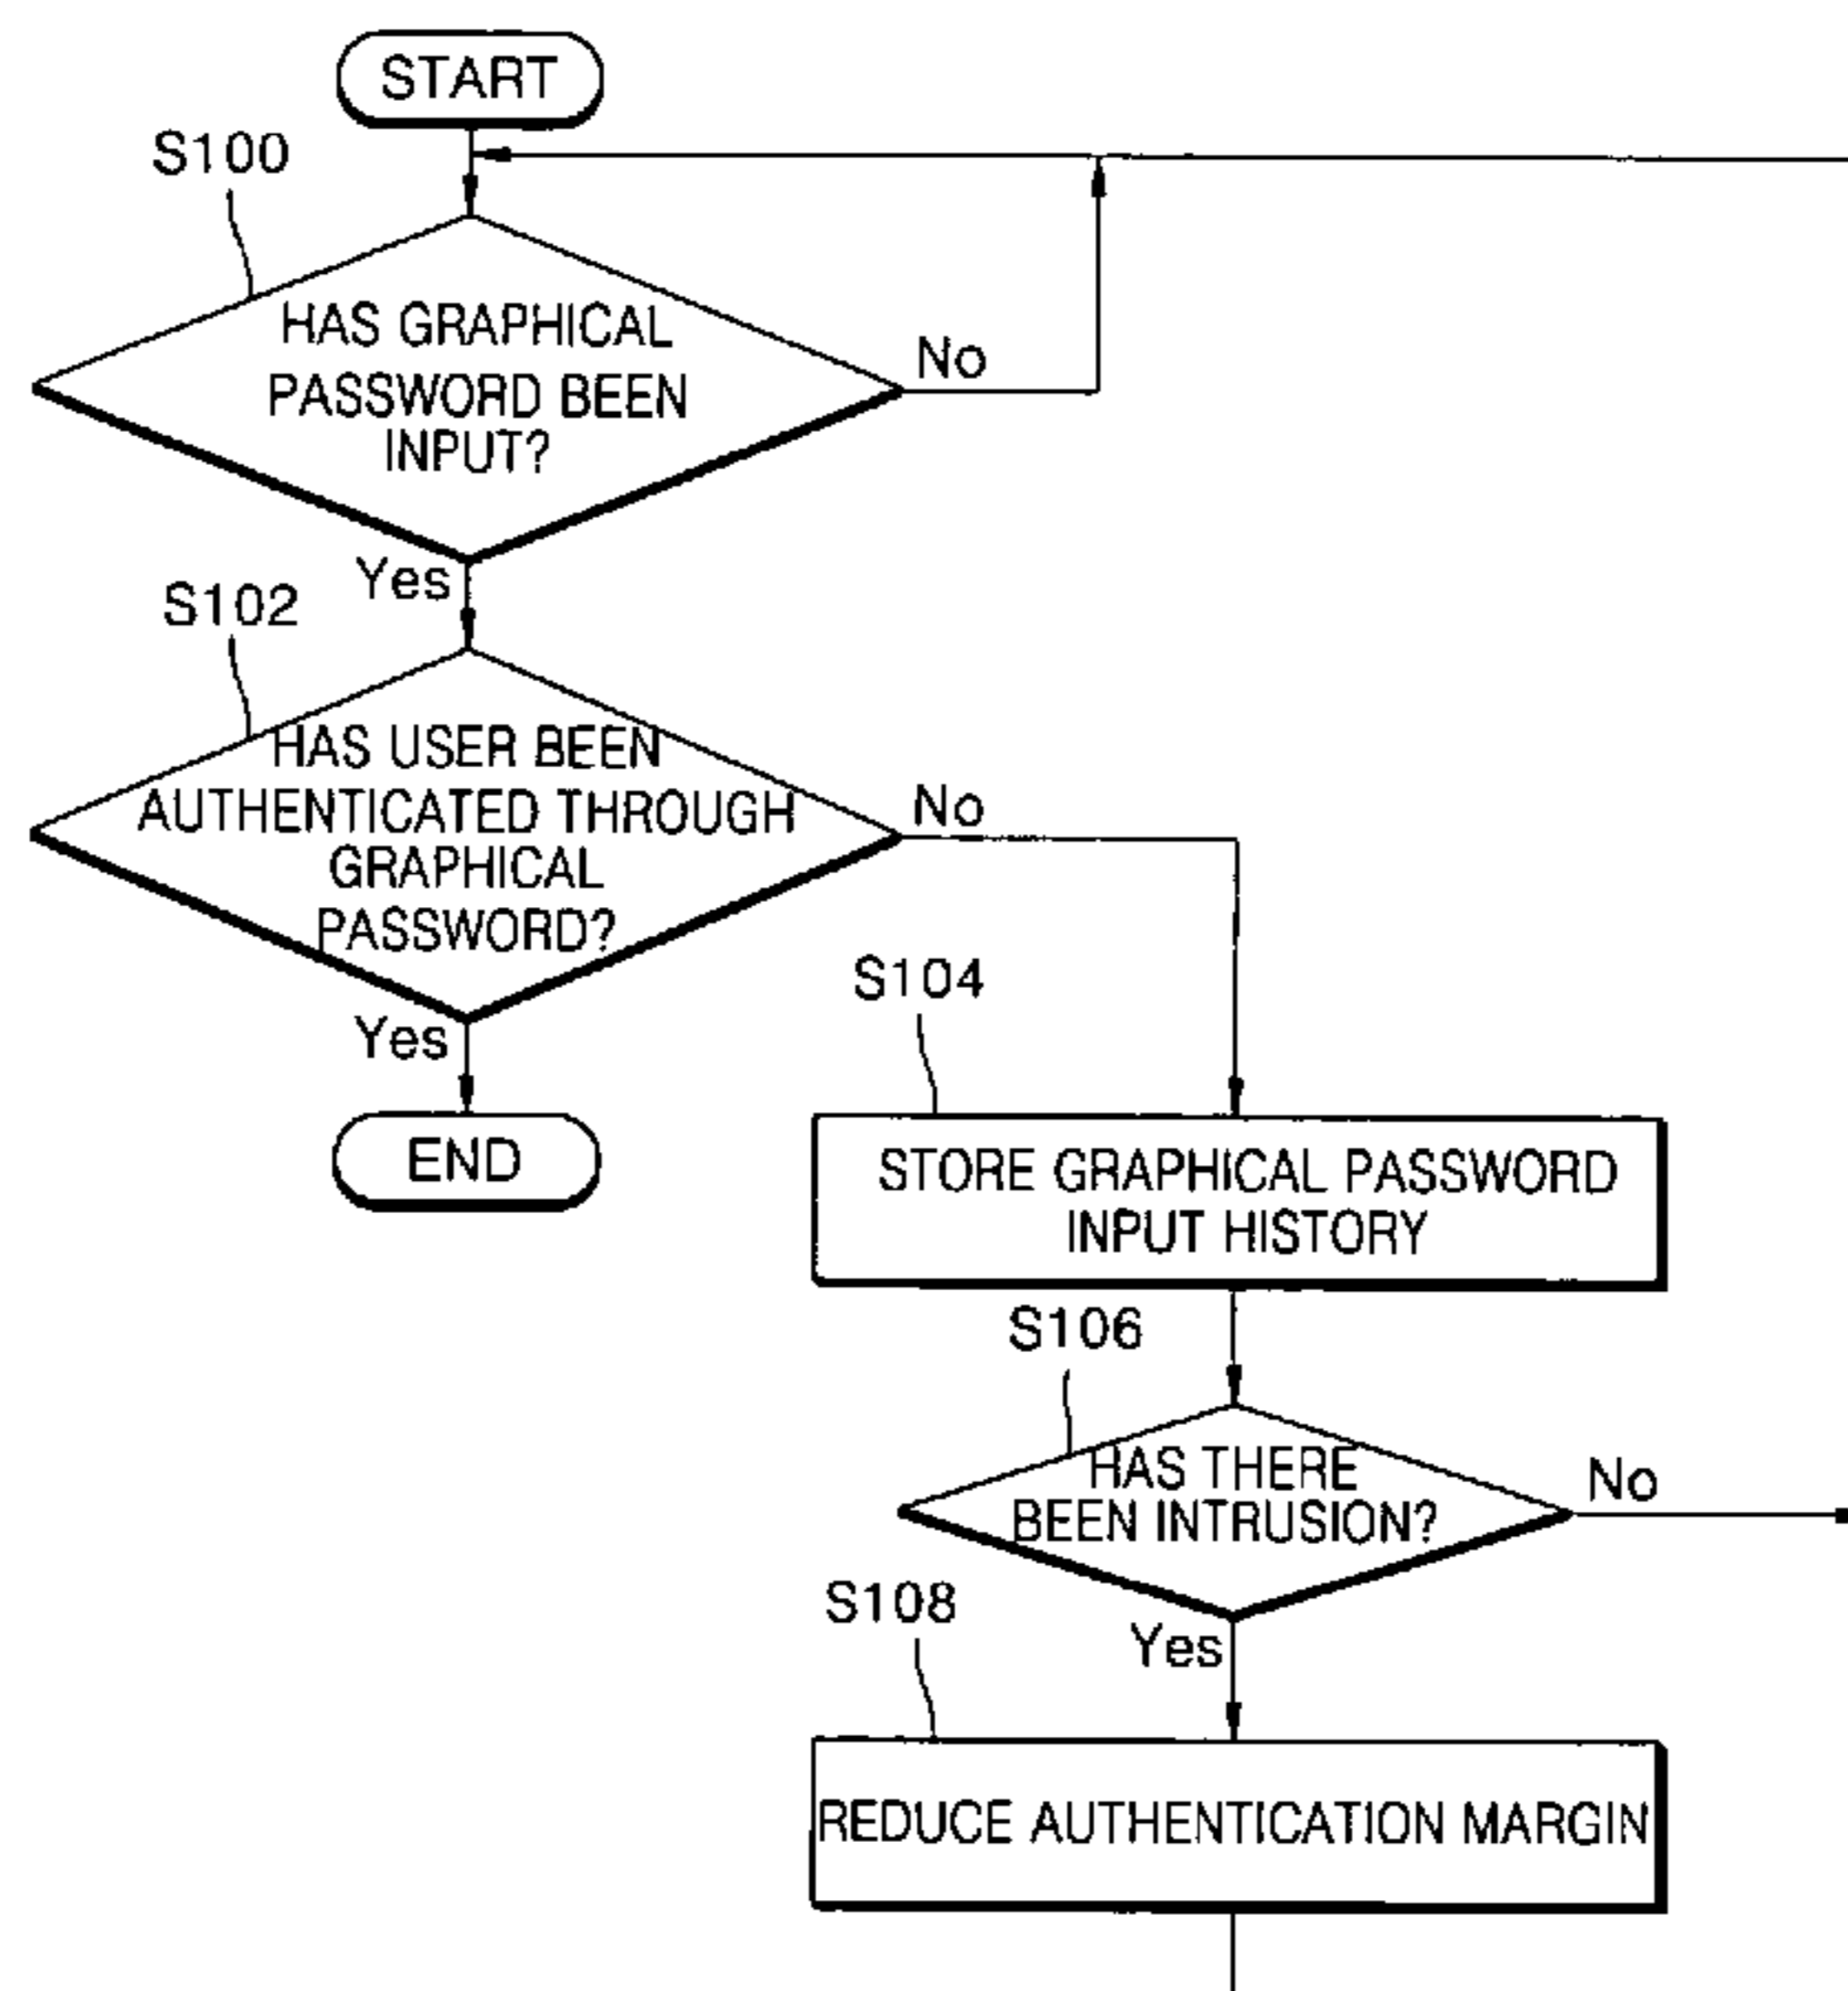 START
S100
HAS GRAPHICAL
PASSWORD BEEN
INPUT?
No
Yes
S102
HAS USER BEEN
AUTHENTICATED THROUGH
GRAPHICAL
PASSWORD?
No
Yes
END
S104
STORE GRAPHICAL PASSWORD
INPUT HISTORY
S106
HAS THERE
BEEN INTRUSION?
No
Yes
S108
REDUCE AUTHENTICATION MARGIN